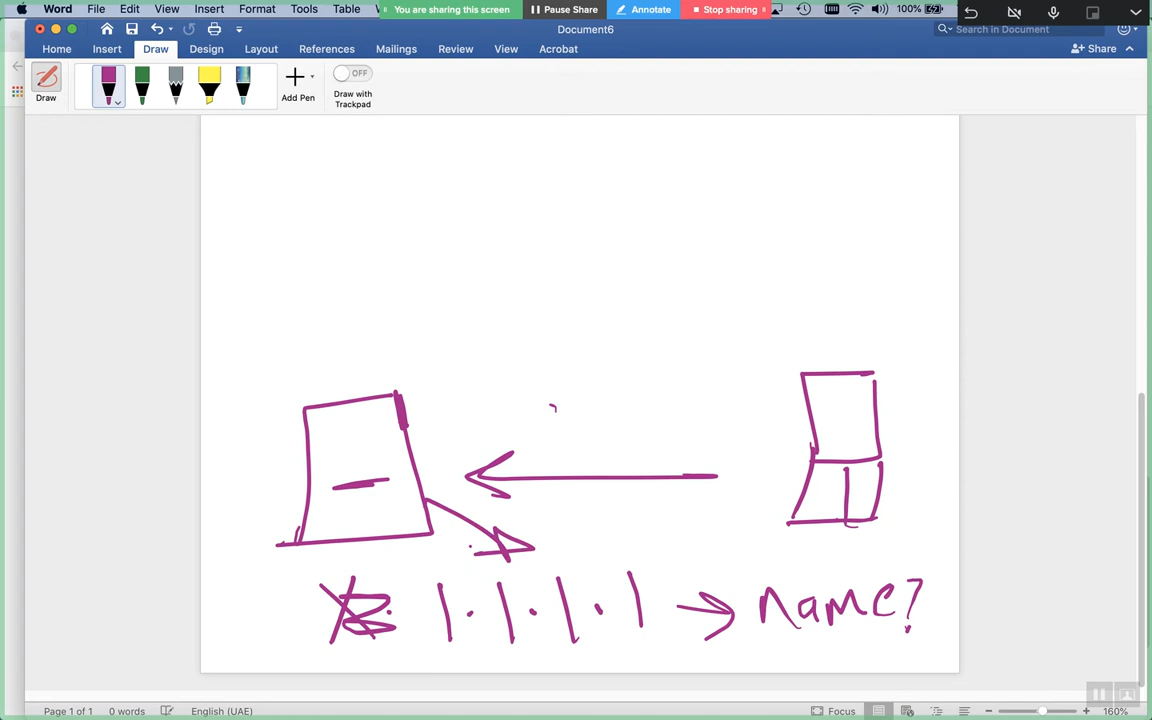 Word File Edit View Insert Format Tools Table
You are sharing this screen Pause Share Annotate Stop sharing 100%
Document6
Search in Document
Home Insert Draw Design Layout References Mailings Review View Acrobat
Share
OFF
Draw Add Pen Draw with
Trackpad
1.1.1.1 → name?
Page 1 of 1 0 words English (UAE) Focus 160%